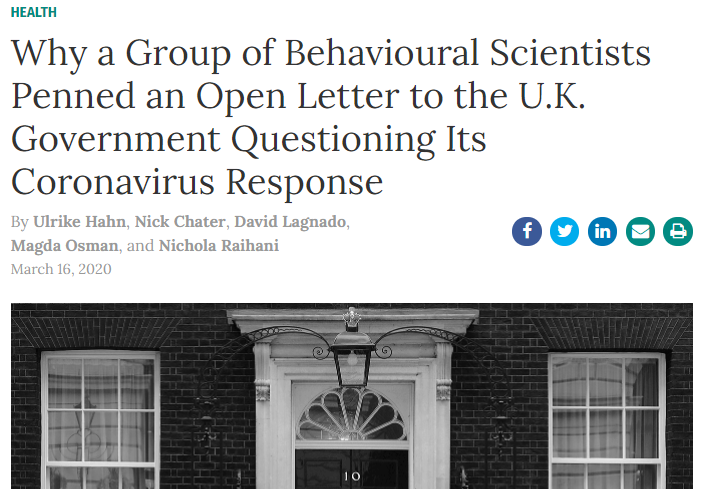 HEALTH
Why a Group of Behavioural Scientists
Penned an Open Letter to the U.K.
Government Questioning Its
Coronavirus Response
By Ulrike Hahn, Nick Chater, David Lagnado,
Magda Osman, and Nichola Raihani
March 16, 2020
10